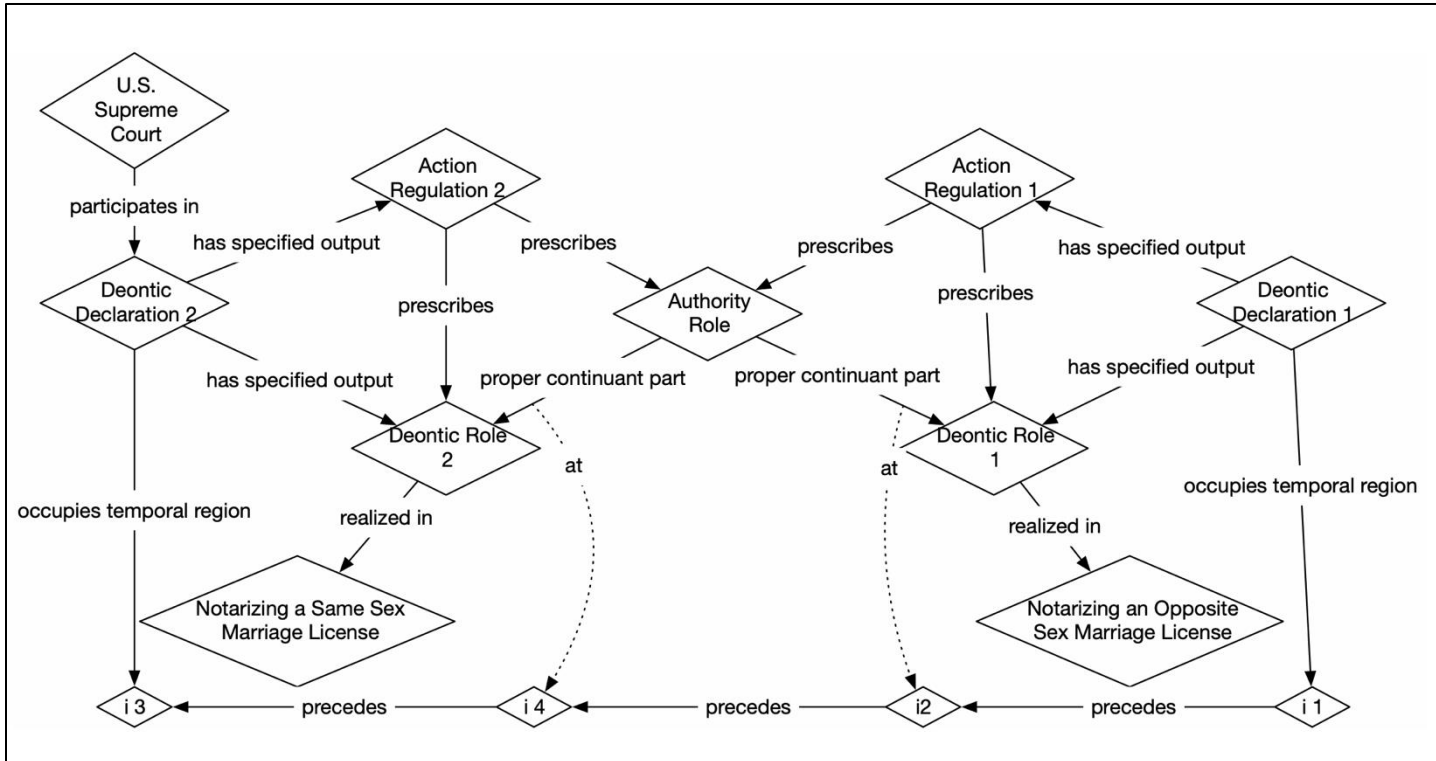 U.S.
Supreme
Court
Action
Regulation 2
Action
Regulation 1
participates in
has specified output
prescribes
prescribes
has specified output
Deontic
Declaration 2
Authority
Role
Deontic
Declaration 1
prescribes
prescribes
has specified output
proper continuant part
proper continuant part
has specified output
Deontic Role
2
Deontic Role
1
at
at
occupies temporal region
occupies temporal region
realized in
realized in
Notarizing a Same Sex
Marriage License
Notarizing an Opposite
Sex Marriage License
i 3
precedes
i 4
precedes
i2
precedes
i 1